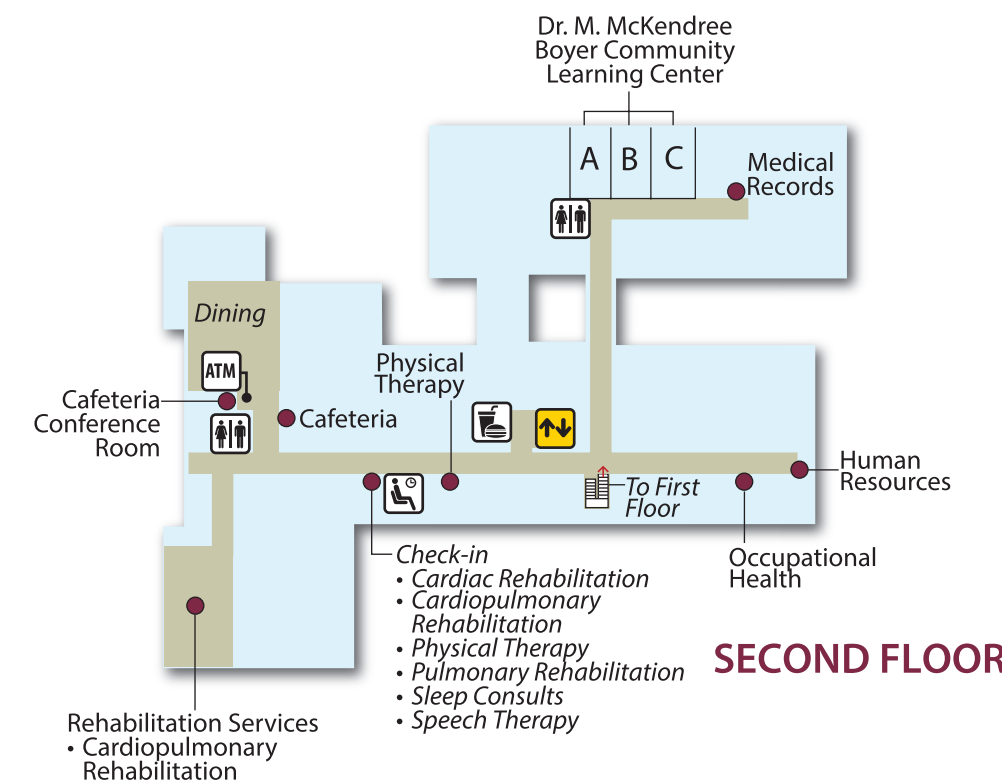 Dr. M. McKendree
Boyer Community
Learning Center
A B C
Medical
Records
Dining
ATM
Cafeteria
Conference
Room
Cafeteria
Physical
Therapy
To First
Floor
Human
Resources
Occupational
Health
Check-in
• Cardiac Rehabilitation
• Cardiopulmonary
Rehabilitation
• Physical Therapy
• Pulmonary Rehabilitation
• Sleep Consults
• Speech Therapy
SECOND FLOOR
Rehabilitation Services
• Cardiopulmonary
Rehabilitation